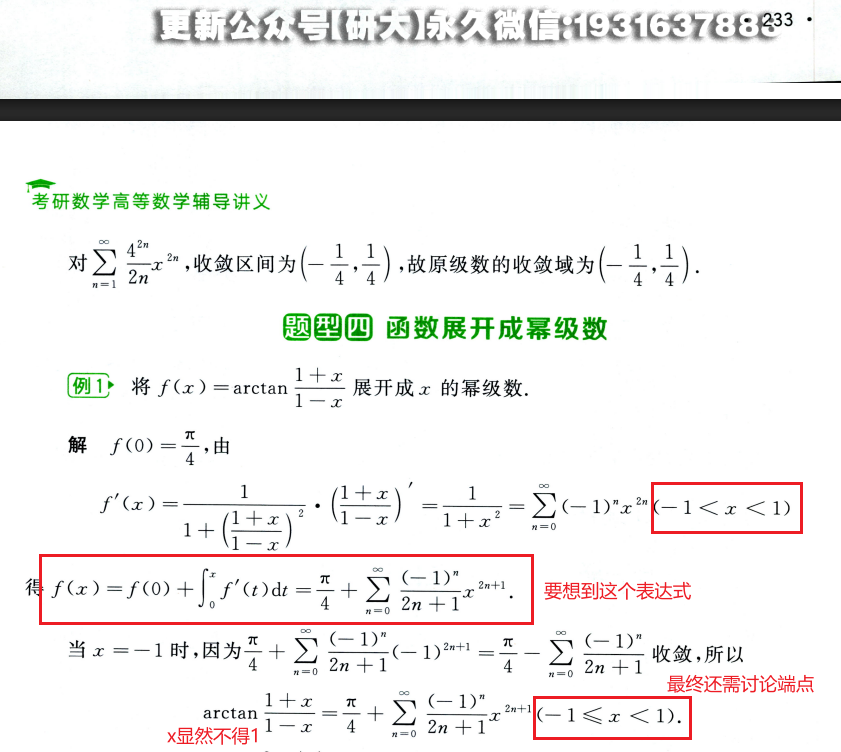 更新公众号[研大]永久微信:1931637883 · 233 ·
考研数学高等数学辅导讲义
对 $\sum_{n=1}^{\infty} \frac{4^{2n}}{2n} x^{2n}$ ,收敛区间为 $\left(-\frac{1}{4},\frac{1}{4}\right)$ ,故原级数的收敛域为 $\left(-\frac{1}{4},\frac{1}{4}\right)$ .
题型四 函数展开成幂级数
例1 将 $f(x)=\arctan \frac{1+x}{1-x}$ 展开成 x 的幂级数.
解 $f(0)=\frac{\pi}{4}$ ,由
$f'(x)=\frac{1}{1+\left(\frac{1+x}{1-x}\right)^2} \cdot \left(\frac{1+x}{1-x}\right)' =\frac{1}{1+x^2}=\sum_{n=0}^{\infty}(-1)^n x^{2n}(-1<x<1)$
得 $f(x)=f(0)+\int_0^x f'(t)dt=\frac{\pi}{4}+\sum_{n=0}^{\infty}\frac{(-1)^n}{2n+1}x^{2n+1}.$ 要想到这个表达式
当 $x=-1$ 时,因为 $\frac{\pi}{4}+\sum_{n=0}^{\infty}\frac{(-1)^n}{2n+1}(-1)^{2n+1}=\frac{\pi}{4}-\sum_{n=0}^{\infty}\frac{(-1)^n}{2n+1}$ 收敛,所以
最终还需讨论端点
$\arctan \frac{1+x}{1-x}=\frac{\pi}{4}+\sum_{n=0}^{\infty}\frac{(-1)^n}{2n+1}x^{2n+1}(-1\leqslant x<1).$
x显然不得1